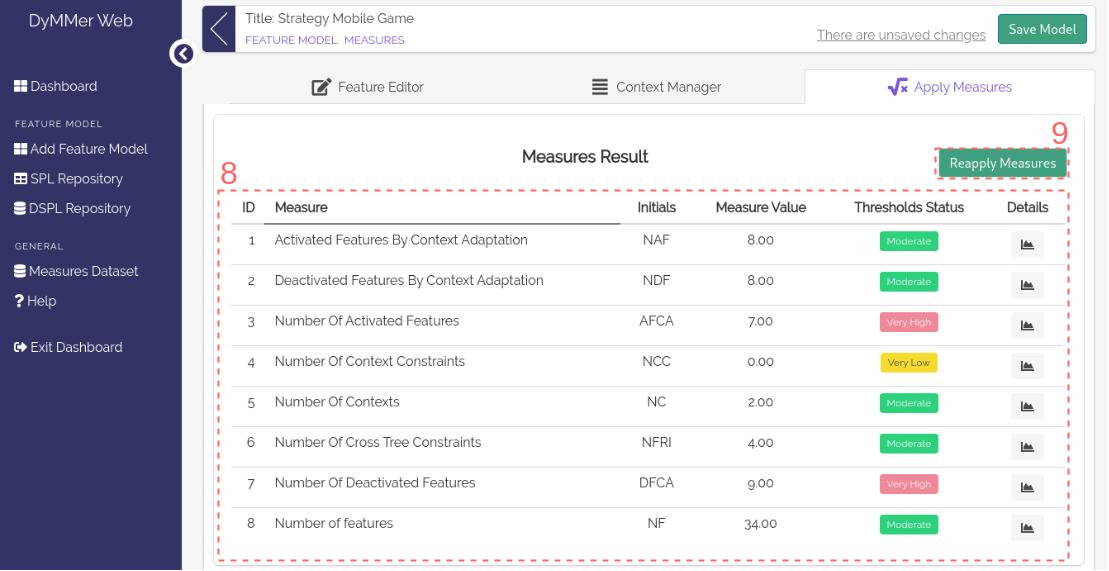 DyMMer Web
Dashboard
FEATURE MODEL
Add Feature Model
SPL Repository
DSPL Repository
GENERAL
Measures Dataset
Help
Exit Dashboard
Title: Strategy Mobile Game
FEATURE MODEL MEASURES
There are unsaved changes
Save Model
Feature Editor
Context Manager
Apply Measures
9
Measures Result
Reapply Measures
8
ID Measure Initials Measure Value Thresholds Status Details
1 Activated Features By Context Adaptation NAF 8.00 Moderate
2 Deactivated Features By Context Adaptation NDF 8.00 Moderate
3 Number Of Activated Features AFCA 7.00 Very High
4 Number Of Context Constraints NCC 0.00 Very Low
5 Number Of Contexts NC 2.00 Moderate
6 Number Of Cross Tree Constraints NFRI 4.00 Moderate
7 Number Of Deactivated Features DFCA 9.00 Very High
8 Number of features NF 34.00 Moderate